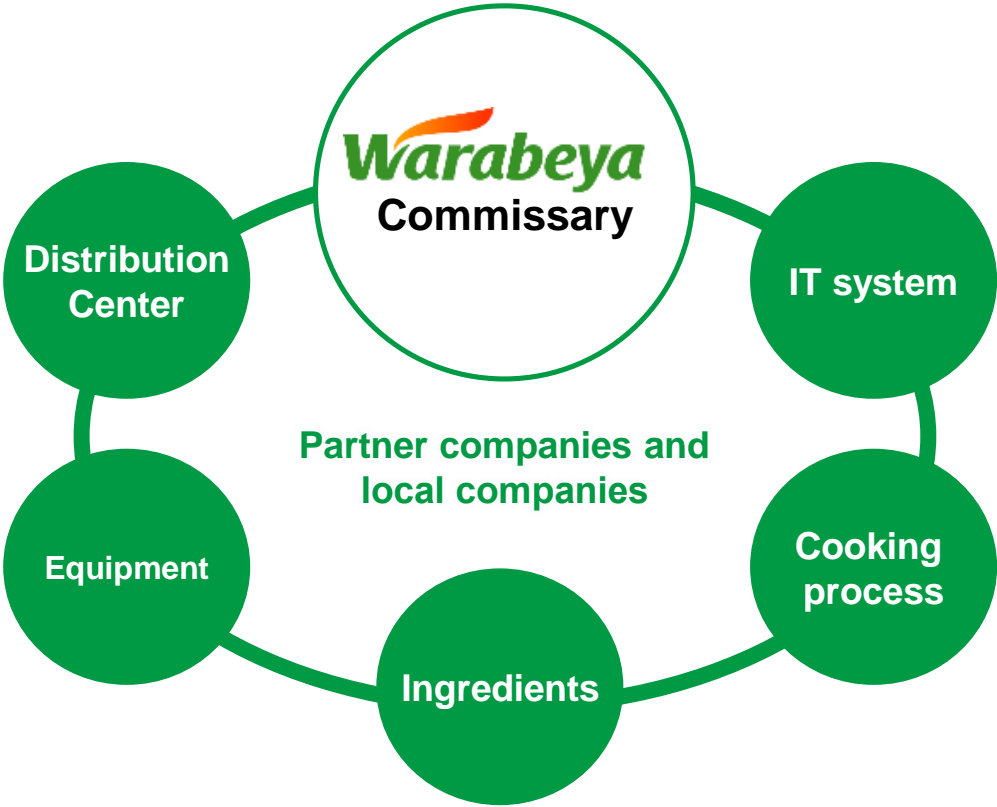 Warabeya
Commissary
Distribution
Center
IT system
Partner companies and
local companies
Equipment
Cooking
process
Ingredients